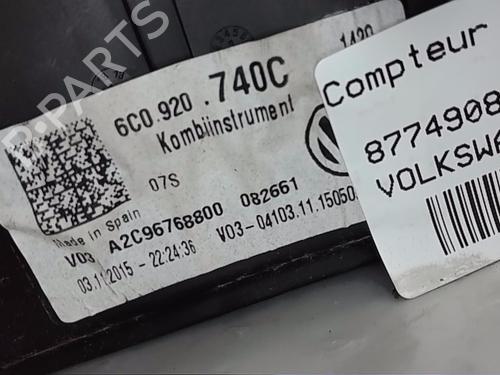 1420
6C0.920 .740C
Kombiinstrument
07S
Made in Spain
V03 A2C96768800 082661
03.11.2015 - 22:24:36 V03-04103.11.15050
Compteur
8774908
VOLKSWA
B-PARTS